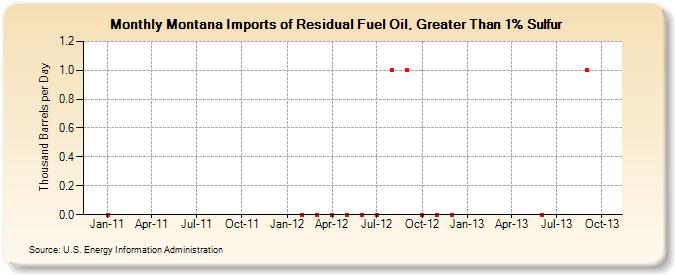 Monthly Montana Imports of Residual Fuel Oil, Greater Than 1% Sulfur
Thousand Barrels per Day
1.2
1.0
0.8
0.6
0.4
0.2
0.0
Jan-11 Apr-11 Jul-11 Oct-11 Jan-12 Apr-12 Jul-12 Oct-12 Jan-13 Apr-13 Jul-13 Oct-13
Source: U.S. Energy Information Administration